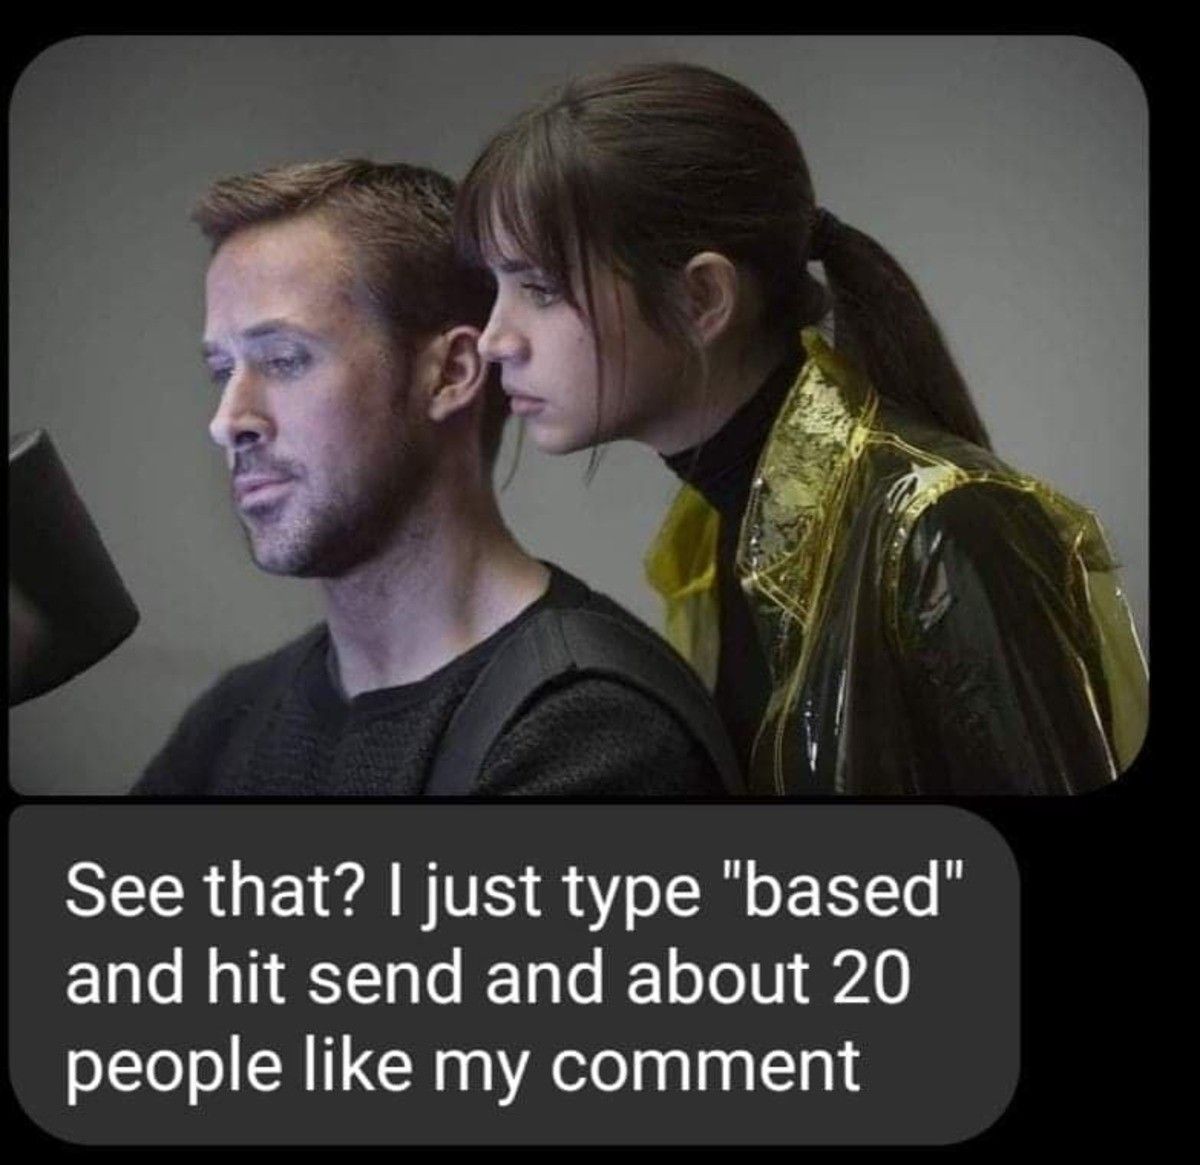 See that? I just type "based"
and hit send and about 20
people like my comment